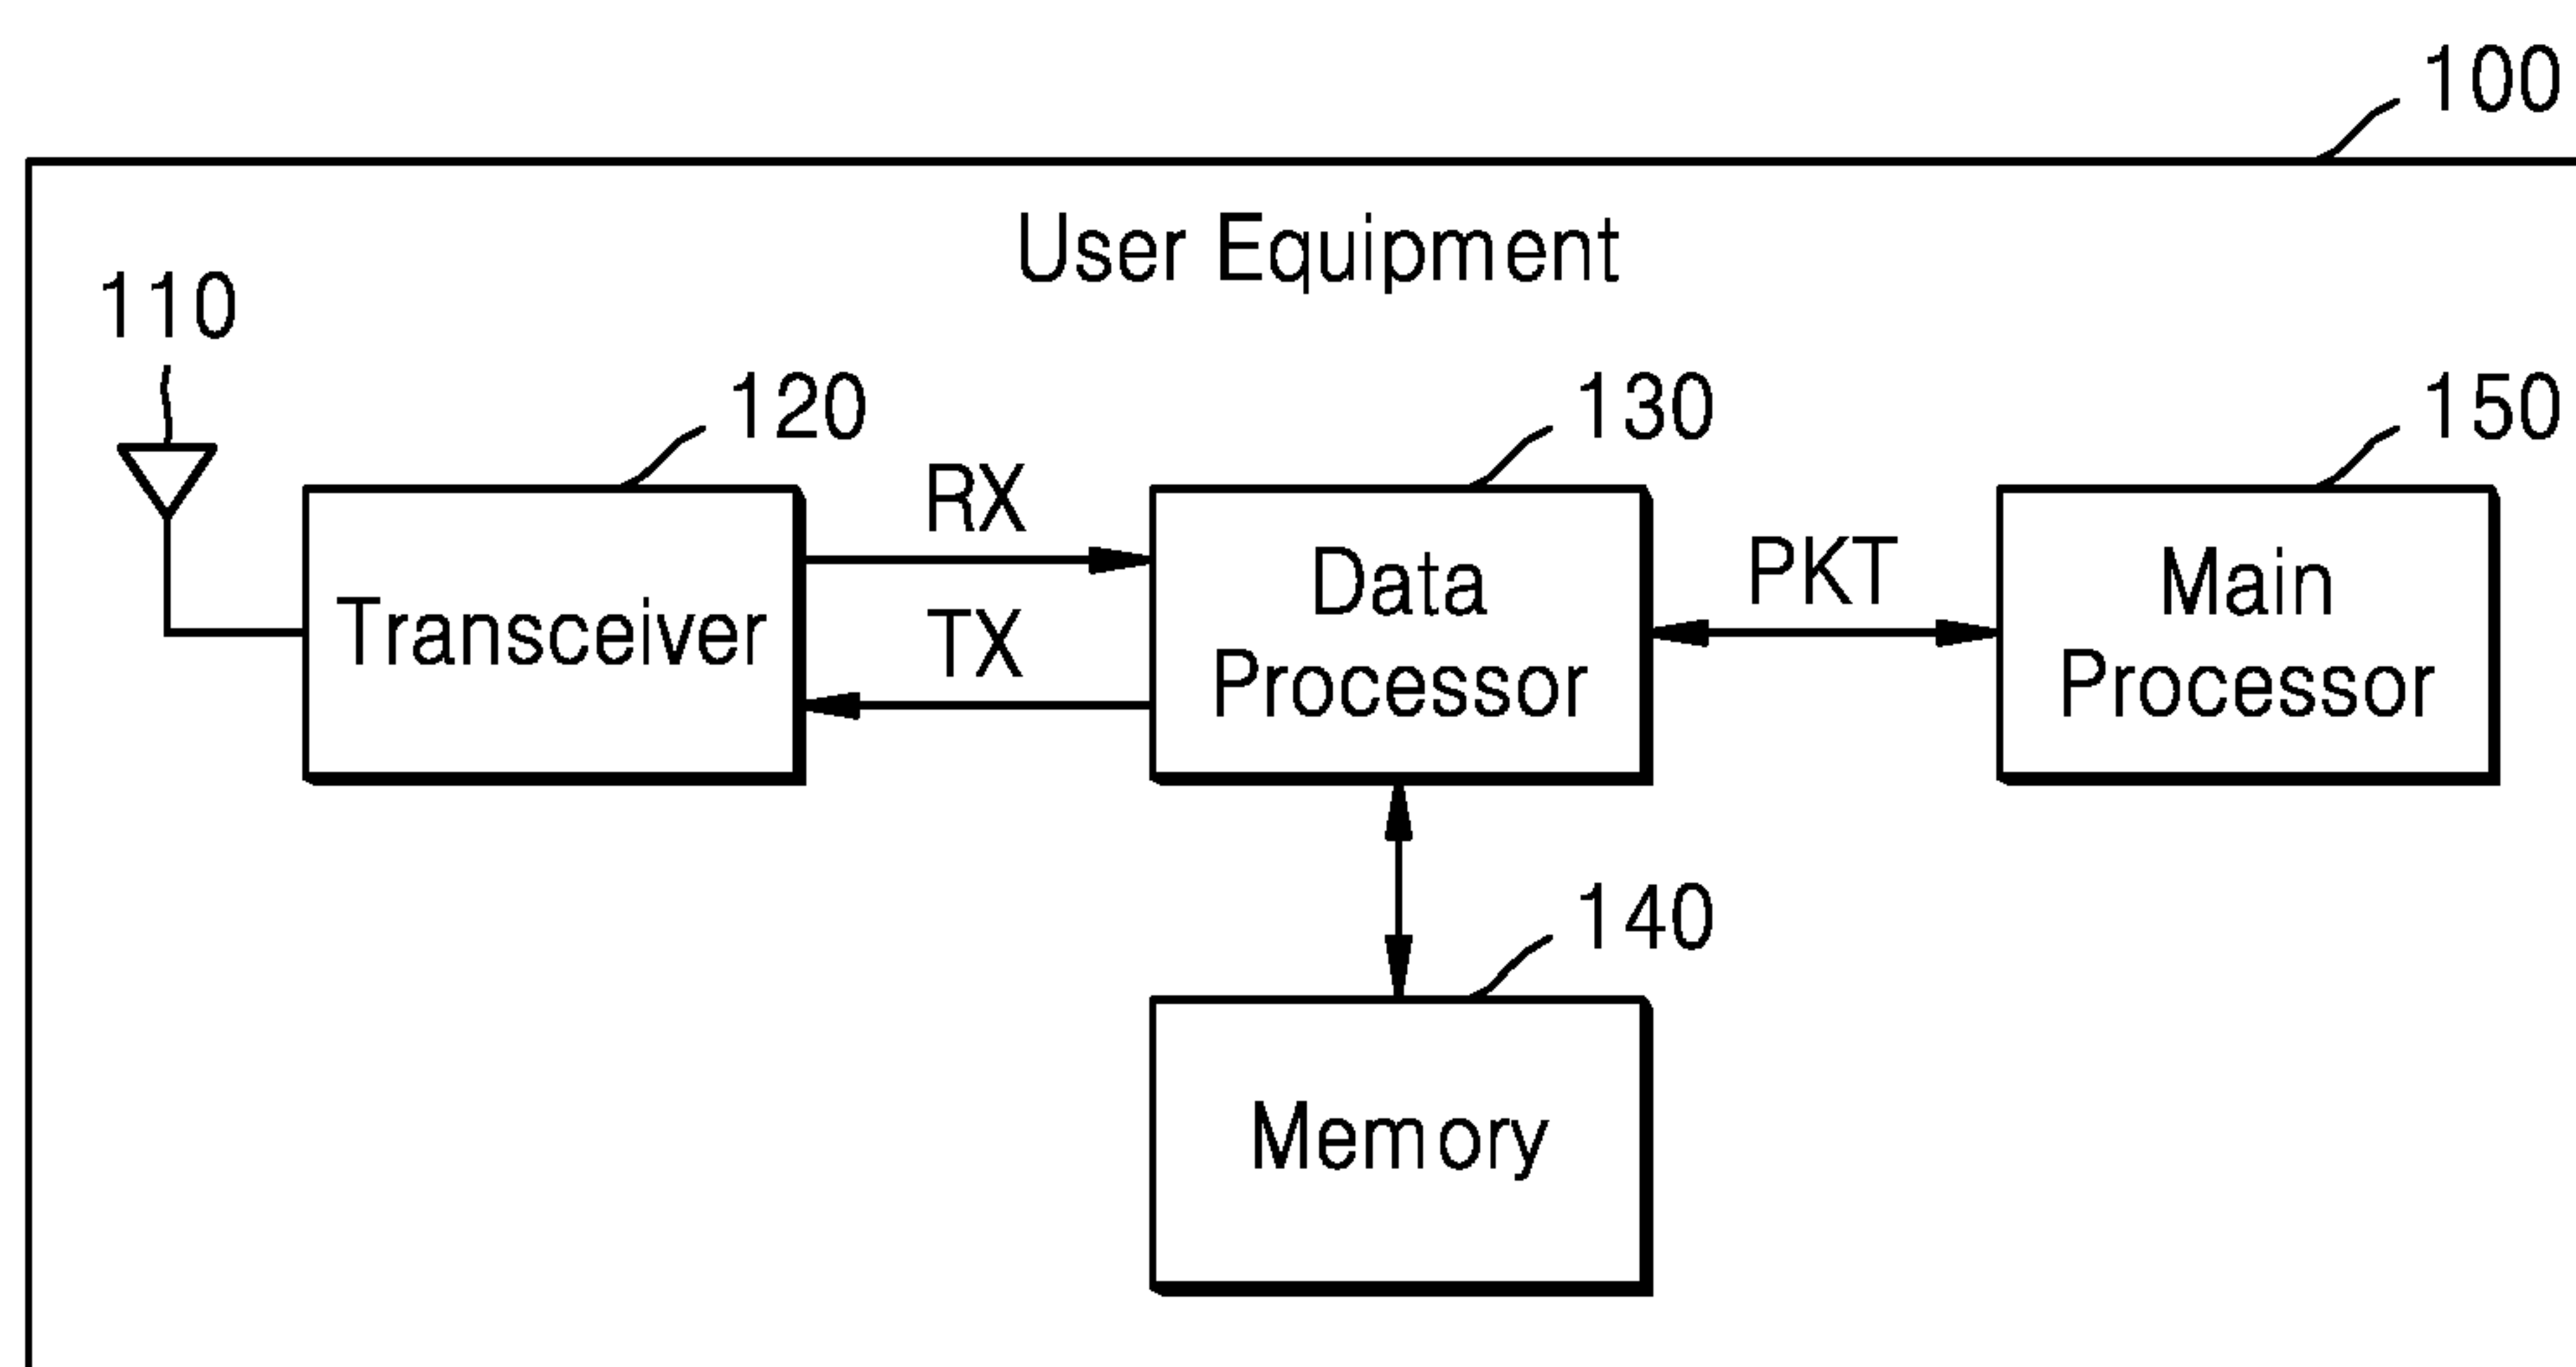 100
User Equipment
110
120
130
150
RX
TX
Transceiver
Data
Processor
PKT
Main
Processor
140
Memory